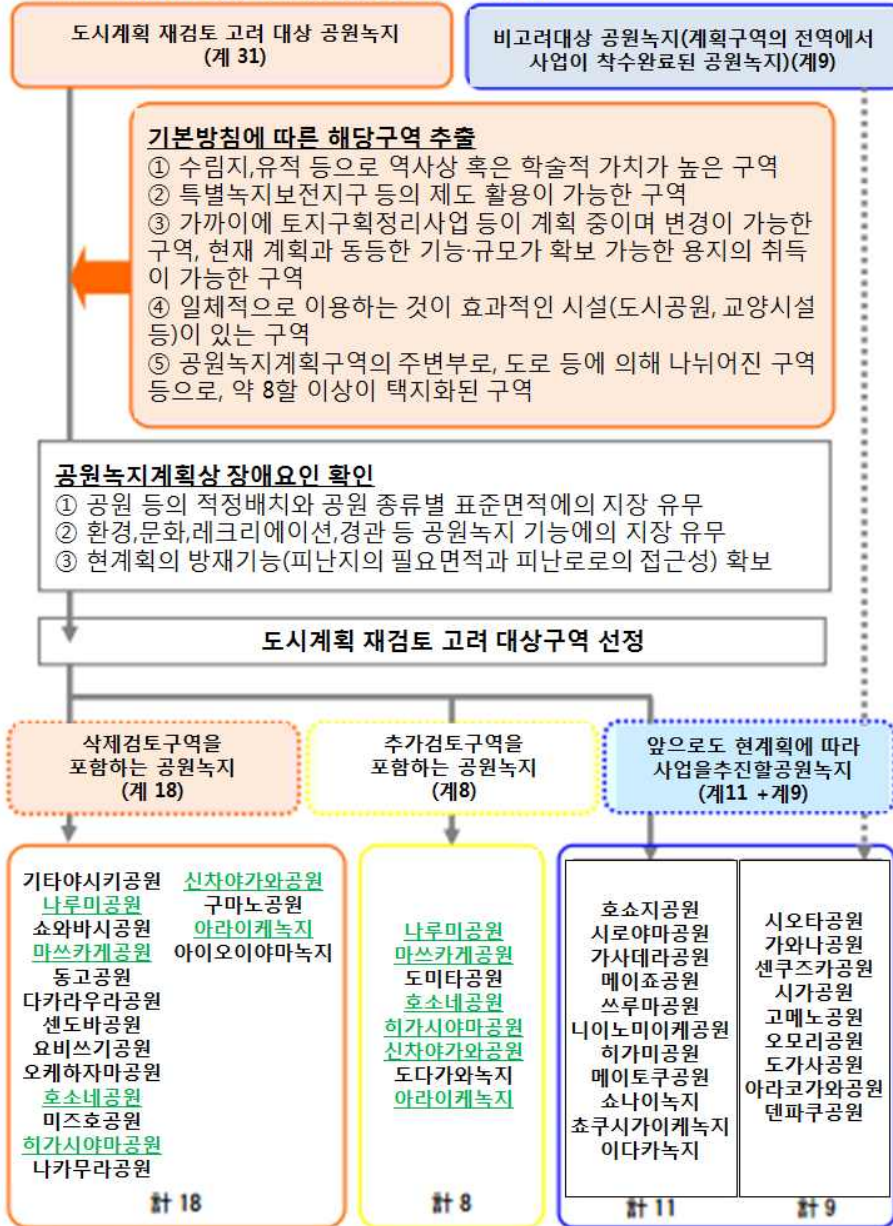 도시계획 재검토 고려 대상 공원녹지
(계 31)
비고려대상 공원녹지(계획구역의 전역에서
사업이 착수완료된 공원녹지)(계9)
기본방침에 따른 해당구역 추출
① 수림지,유적 등으로 역사상 혹은 학술적 가치가 높은 구역
② 특별녹지보전지구 등의 제도 활용이 가능한 구역
③ 가까이에 토지구획정리사업 등이 계획 중이며 변경이 가능한
구역, 현재 계획과 동등한 기능·규모가 확보 가능한 용지의 취득
이 가능한 구역
④ 일체적으로 이용하는 것이 효과적인 시설(도시공원, 교양시설
등)이 있는 구역
⑤ 공원녹지계획구역의 주변부로, 도로 등에 의해 나뉘어진 구역
등으로, 약 8할 이상이 택지화된 구역
공원녹지계획상 장애요인 확인
① 공원 등의 적정배치와 공원 종류별 표준면적에의 지장 유무
② 환경,문화,레크리에이션,경관 등 공원녹지 기능에의 지장 유무
③ 현계획의 방재기능(피난지의 필요면적과 피난로로의 접근성) 확보
도시계획 재검토 고려 대상구역 선정
삭제검토구역을
포함하는 공원녹지
(계 18)
추가검토구역을
포함하는 공원녹지
(계8)
앞으로도 현계획에 따라
사업을추진할공원녹지
(계11 +계9)
기타야시키공원
나루미공원
쇼와바시공원
마쓰카게공원
동고공원
다카라우라공원
센도바공원
요비쓰기공원
오케하자마공원
호소네공원
미즈호공원
히가시야마공원
나카무라공원
신차야가와공원
구마노공원
아라이케녹지
아이오이야마녹지
計 18
나루미공원
마쓰카게공원
도미타공원
호소네공원
히가시야마공원
신차야가와공원
도다가와녹지
아라이케녹지
計 8
호쇼지공원
시로야마공원
가사데라공원
메이죠공원
쓰루마공원
니이노미이케공원
히가미공원
메이토쿠공원
쇼나이녹지
쵸쿠시가이케녹지
이다카녹지
計 11
시오타공원
가와나공원
센쿠즈카공원
시가공원
고메노공원
오모리공원
도가사공원
아라코가와공원
덴파쿠공원
計 9